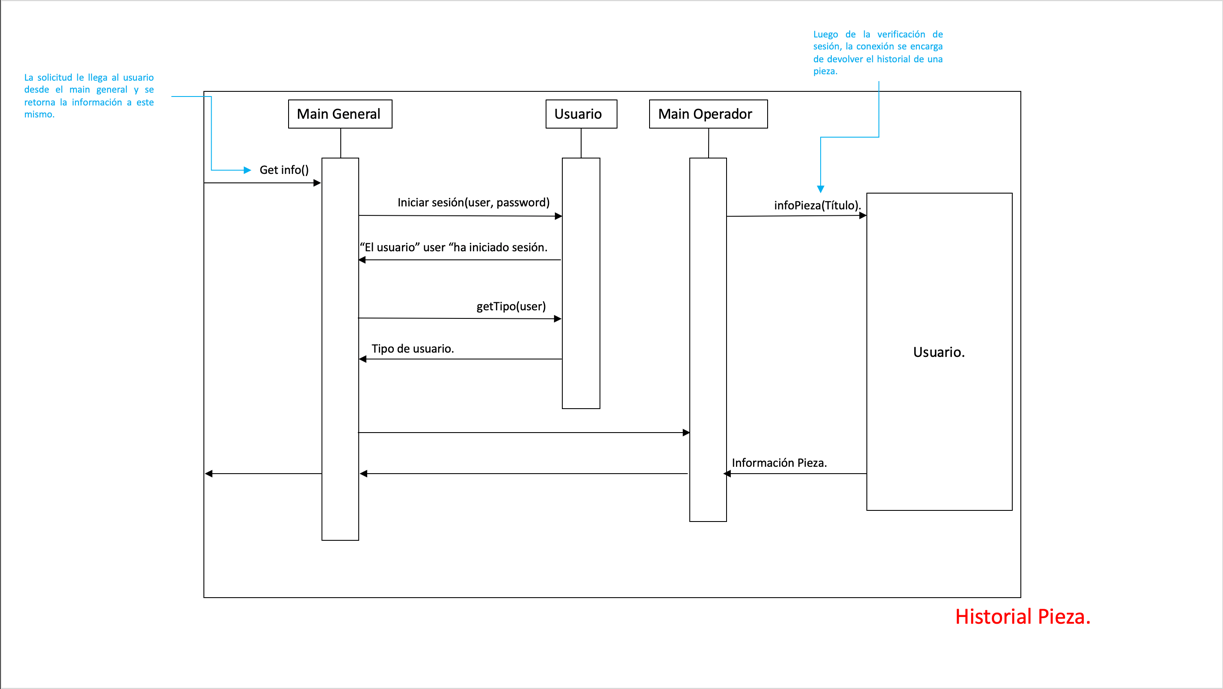 Luego de la verificación de
sesión, la conexión se encarga
de devolver el historial de una
pieza.
La solicitud le llega al usuario
desde el main general y se
retorna la información a este
mismo.
Main General
Usuario
Main Operador
Get info()
Iniciar sesión(user, password)
infoPieza(Título).
“El usuario” user “ha iniciado sesión.
getTipo(user)
Tipo de usuario.
Usuario.
Información Pieza.
Historial Pieza.